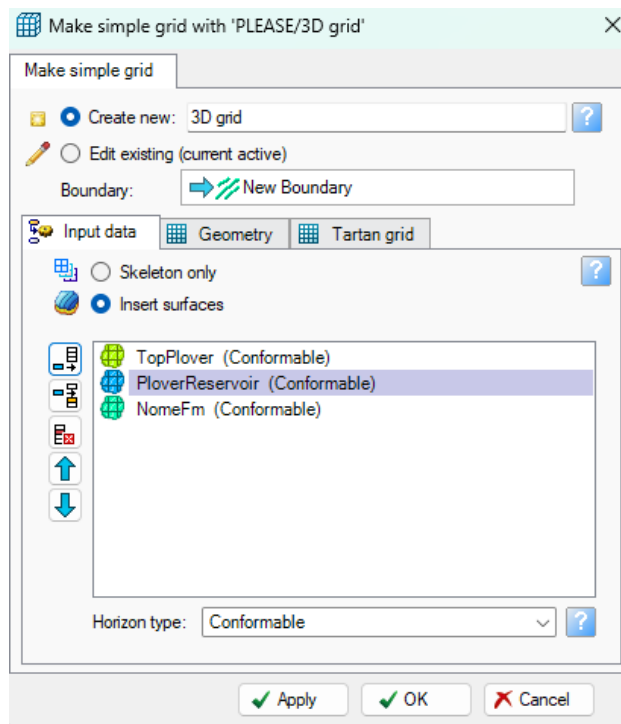 Make simple grid with 'PLEASE/3D grid'
Make simple grid
Create new: 3D grid ?
Edit existing (current active)
Boundary: New Boundary
Input data Geometry Tartan grid
Skeleton only ?
Insert surfaces
TopPlover (Conformable)
PloverReservoir (Conformable)
NomeFm (Conformable)
Horizon type: Conformable ?
Apply OK Cancel